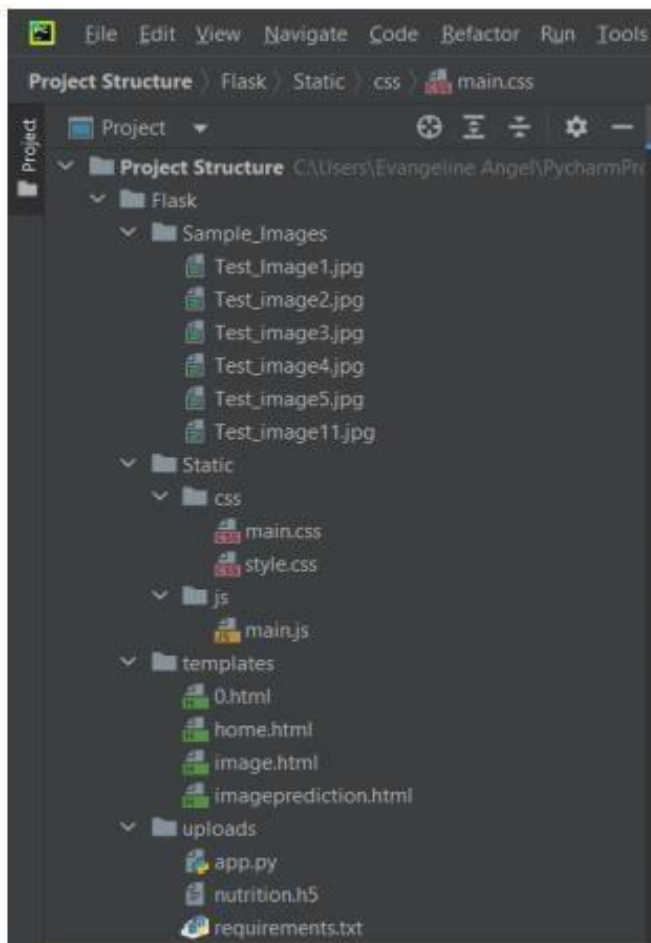 File Edit View Navigate Code Refactor Run Tools
Project Structure Flask Static css main.css
Project
Project
Project Structure C:\Users\Evangeline Angel\PycharmPro
Flask
Sample_Images
Test_Image1.jpg
Test_image2.jpg
Test_image3.jpg
Test_image4.jpg
Test_image5.jpg
Test_image11.jpg
Static
css
main.css
style.css
js
main.js
templates
0.html
home.html
image.html
imageprediction.html
uploads
app.py
nutrition.h5
requirements.txt